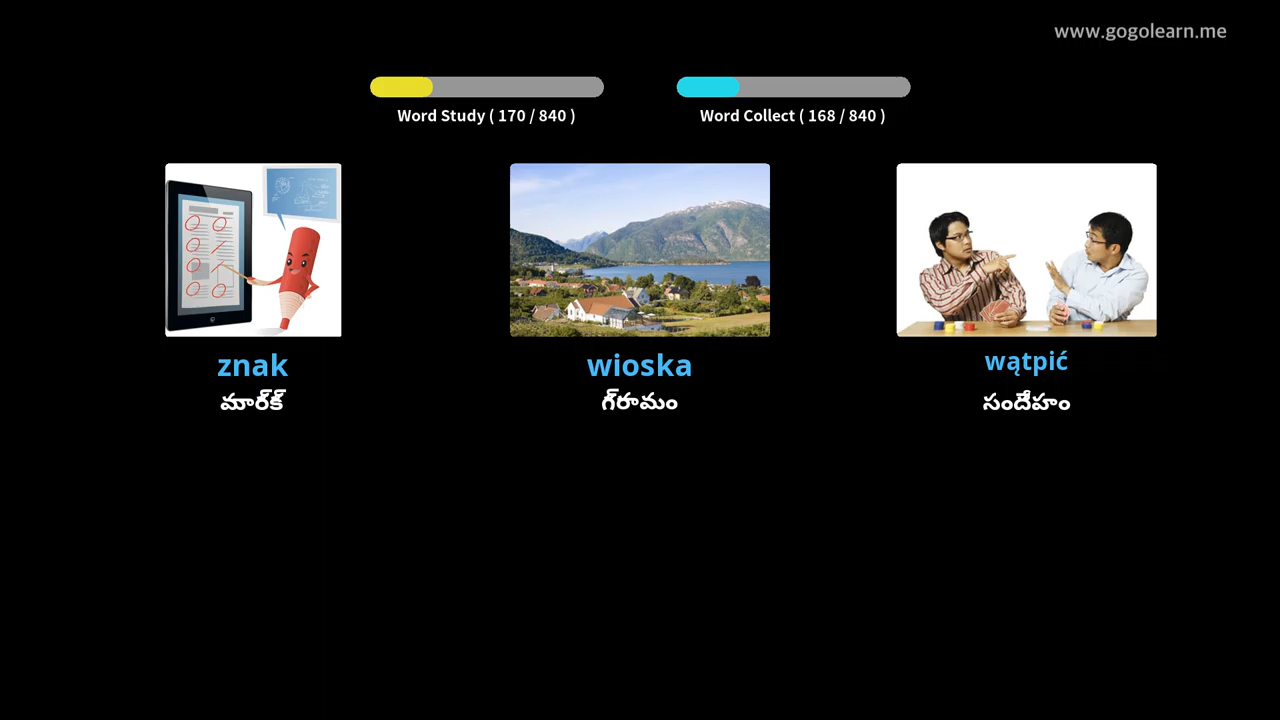 www.gogolearn.me
Word Study ( 170 / 840 )
Word Collect ( 168 / 840 )
znak
wioska
wątpić
మార్‌క్
గ్‌రామం
సందేహం